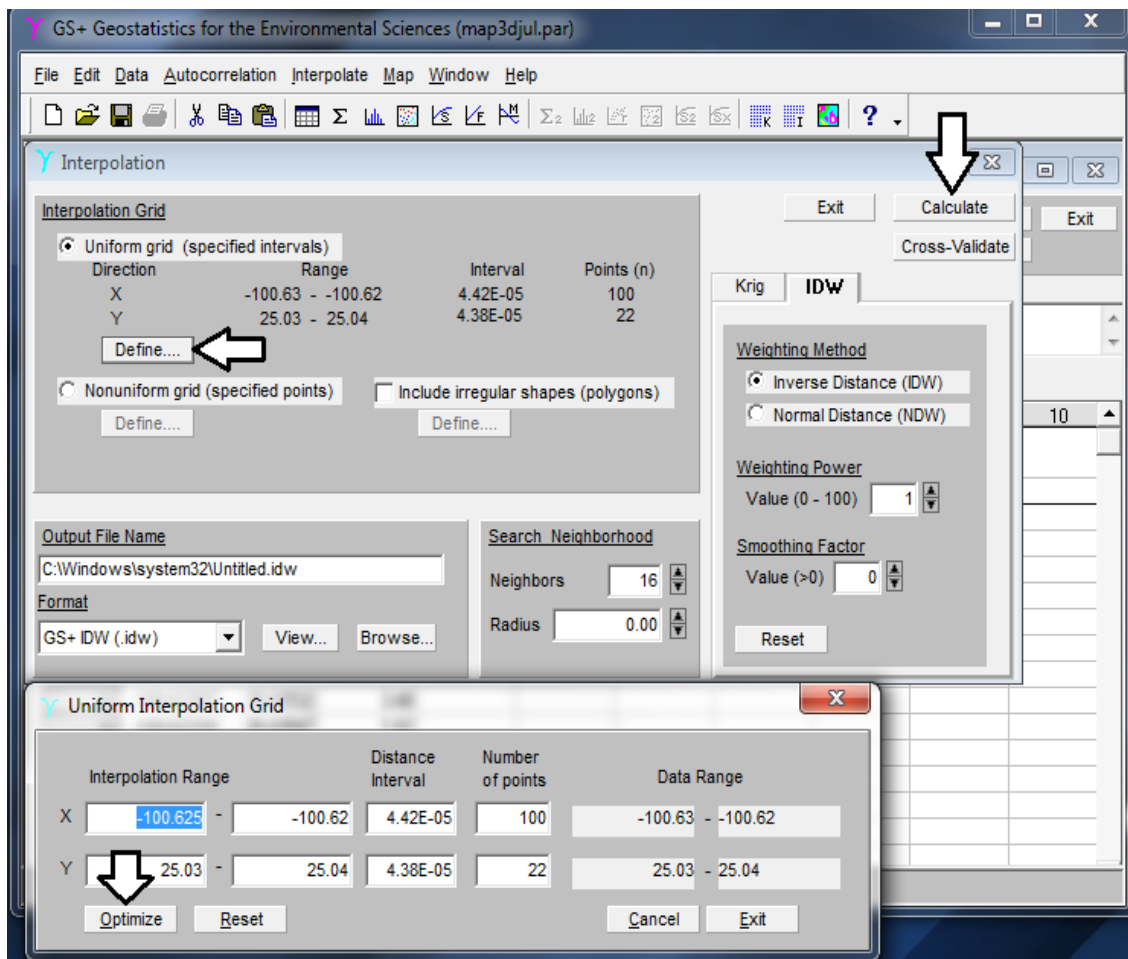 GS+ Geostatistics for the Environmental Sciences (map3djul.par)
File Edit Data Autocorrelation Interpolate Map Window Help
Interpolation
Interpolation Grid
Uniform grid (specified intervals)
Direction Range Interval Points (n)
X -100.63 - -100.62 4.42E-05 100
Y 25.03 - 25.04 4.38E-05 22
Define....
Nonuniform grid (specified points)
Include irregular shapes (polygons)
Define....
Define....
Exit
Calculate
Cross-Validate
Exit
Krig IDW
Weighting Method
Inverse Distance (IDW)
Normal Distance (NDW)
Weighting Power
Value (0 - 100) 1
Smoothing Factor
Value (>0) 0
Reset
10
Output File Name
C:\Windows\system32\Untitled.idw
Format
GS+ IDW (.idw)
View...
Browse...
Search Neighborhood
Neighbors 16
Radius 0.00
Uniform Interpolation Grid
Interpolation Range
Distance Interval
Number of points
Data Range
X -100.625 - -100.62 4.42E-05 100 -100.63 - -100.62
Y 25.03 - 25.04 4.38E-05 22 25.03 - 25.04
Optimize Reset Cancel Exit